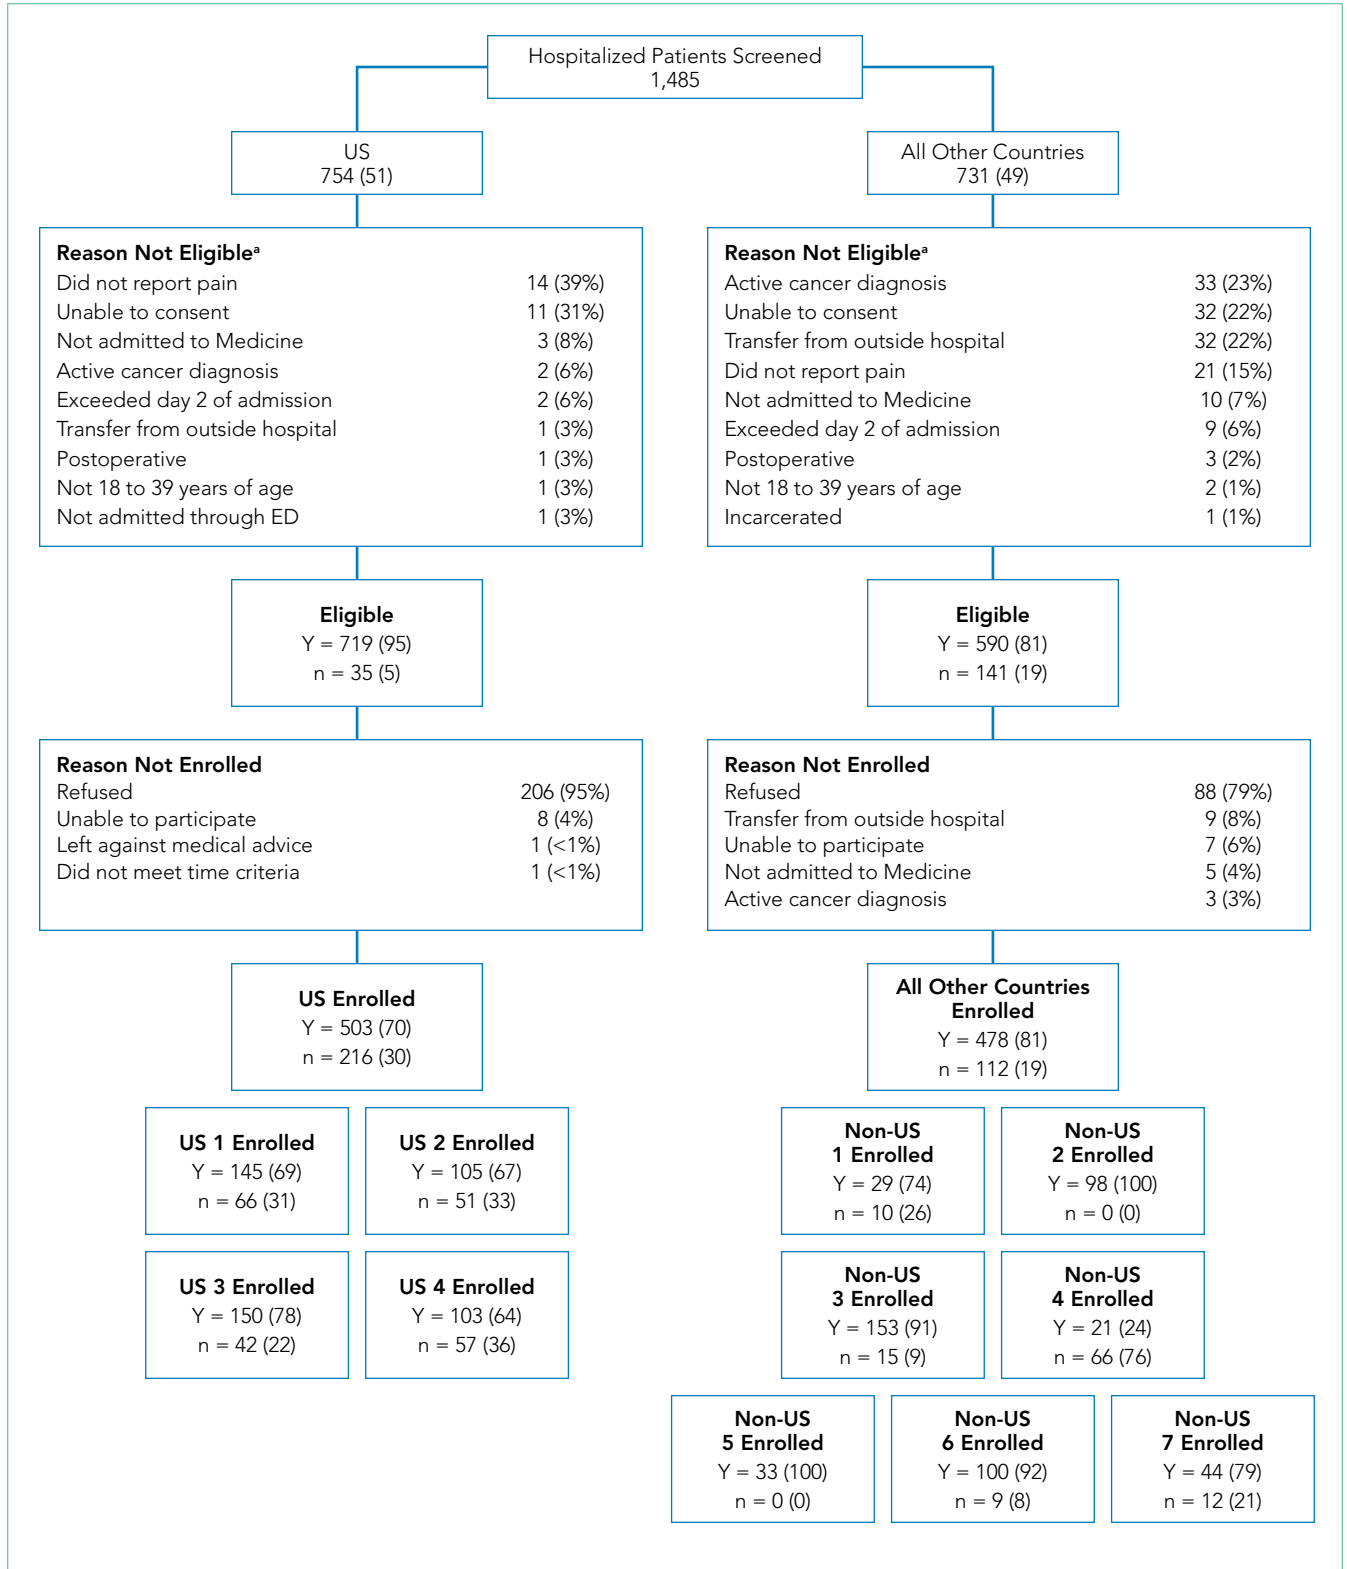 Hospitalized Patients Screened
1,485
US
754 (51)
All Other Countries
731 (49)
Reason Not Eligibleᵃ
Did not report pain 14 (39%)
Unable to consent 11 (31%)
Not admitted to Medicine 3 (8%)
Active cancer diagnosis 2 (6%)
Exceeded day 2 of admission 2 (6%)
Transfer from outside hospital 1 (3%)
Postoperative 1 (3%)
Not 18 to 39 years of age 1 (3%)
Not admitted through ED 1 (3%)
Reason Not Eligibleᵃ
Active cancer diagnosis 33 (23%)
Unable to consent 32 (22%)
Transfer from outside hospital 32 (22%)
Did not report pain 21 (15%)
Not admitted to Medicine 10 (7%)
Exceeded day 2 of admission 9 (6%)
Postoperative 3 (2%)
Not 18 to 39 years of age 2 (1%)
Incarcerated 1 (1%)
Eligible
Y = 719 (95)
n = 35 (5)
Eligible
Y = 590 (81)
n = 141 (19)
Reason Not Enrolled
Refused 206 (95%)
Unable to participate 8 (4%)
Left against medical advice 1 (<1%)
Did not meet time criteria 1 (<1%)
Reason Not Enrolled
Refused 88 (79%)
Transfer from outside hospital 9 (8%)
Unable to participate 7 (6%)
Not admitted to Medicine 5 (4%)
Active cancer diagnosis 3 (3%)
US Enrolled
Y = 503 (70)
n = 216 (30)
All Other Countries
Enrolled
Y = 478 (81)
n = 112 (19)
US 1 Enrolled
Y = 145 (69)
n = 66 (31)
US 2 Enrolled
Y = 105 (67)
n = 51 (33)
Non-US
1 Enrolled
Y = 29 (74)
n = 10 (26)
Non-US
2 Enrolled
Y = 98 (100)
n = 0 (0)
US 3 Enrolled
Y = 150 (78)
n = 42 (22)
US 4 Enrolled
Y = 103 (64)
n = 57 (36)
Non-US
3 Enrolled
Y = 153 (91)
n = 15 (9)
Non-US
4 Enrolled
Y = 21 (24)
n = 66 (76)
Non-US
5 Enrolled
Y = 33 (100)
n = 0 (0)
Non-US
6 Enrolled
Y = 100 (92)
n = 9 (8)
Non-US
7 Enrolled
Y = 44 (79)
n = 12 (21)